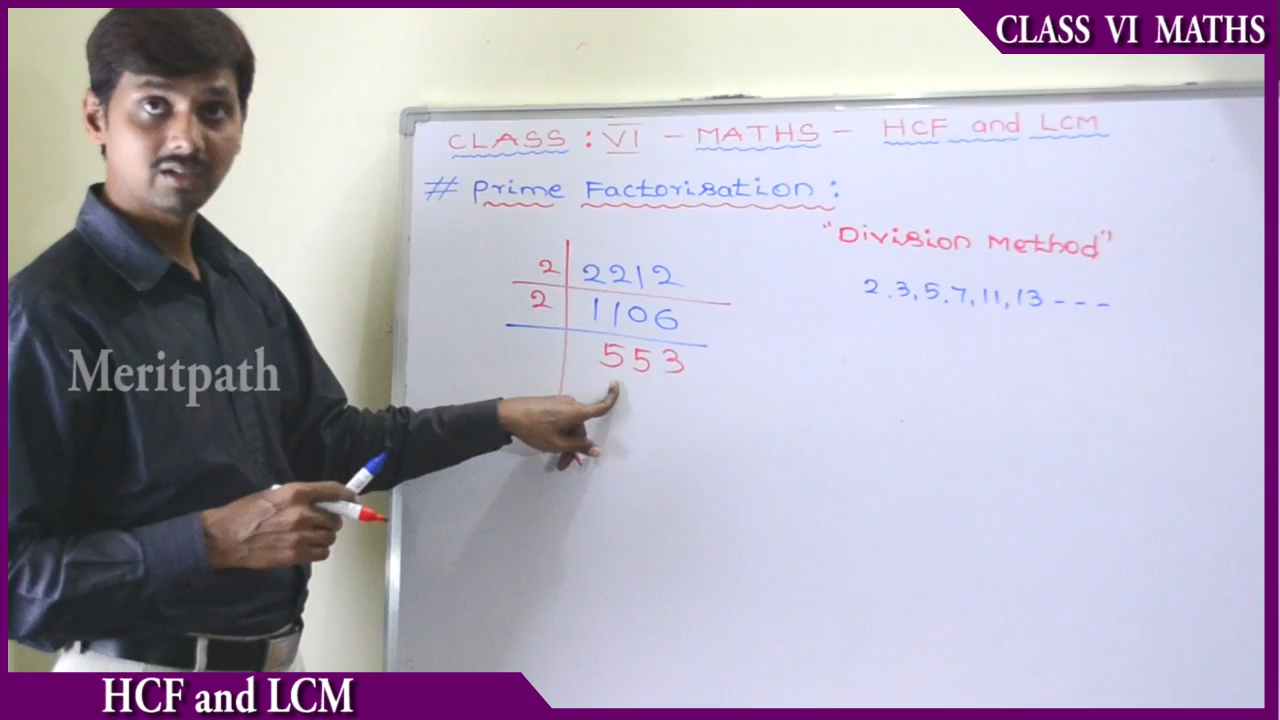 CLASS VI MATHS
CLASS : VI - MATHS - HCF and LCM
# Prime Factorisation :
"Division Method"
2 2212
2 1106
553
2,3,5,7,11,13 - - -
Meritpath
HCF and LCM